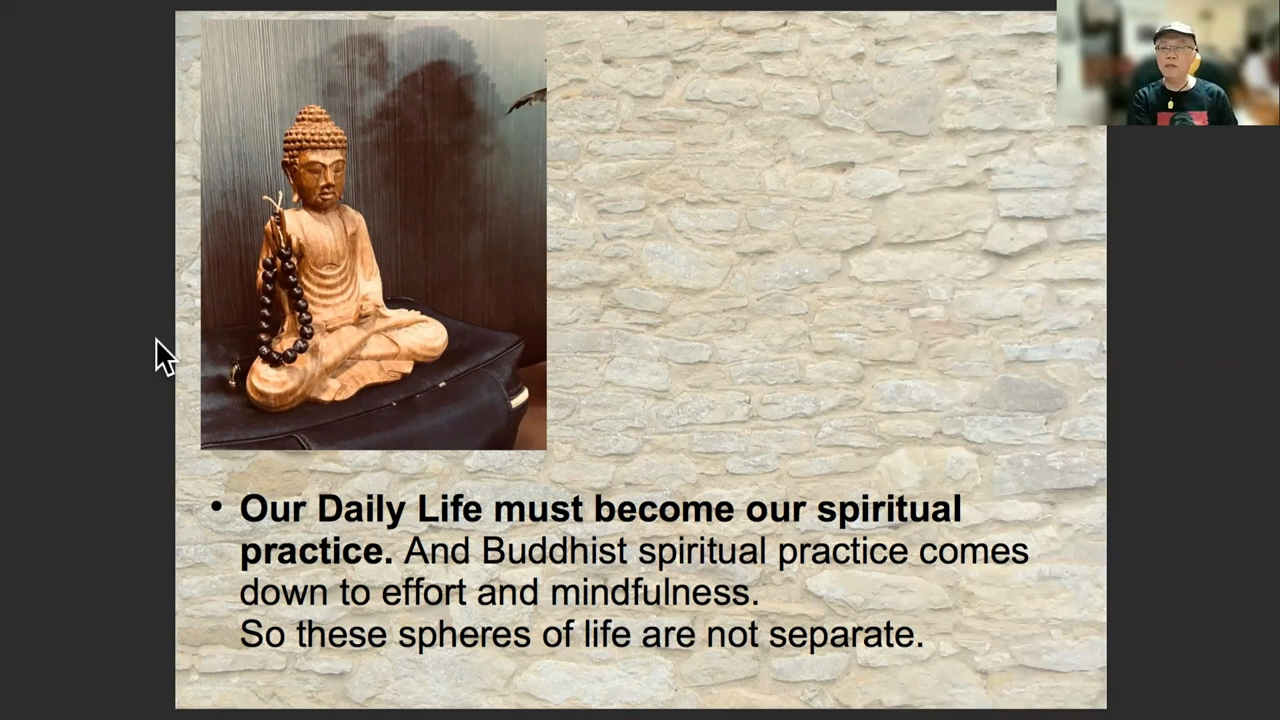 • Our Daily Life must become our spiritual
practice. And Buddhist spiritual practice comes
down to effort and mindfulness.
So these spheres of life are not separate.